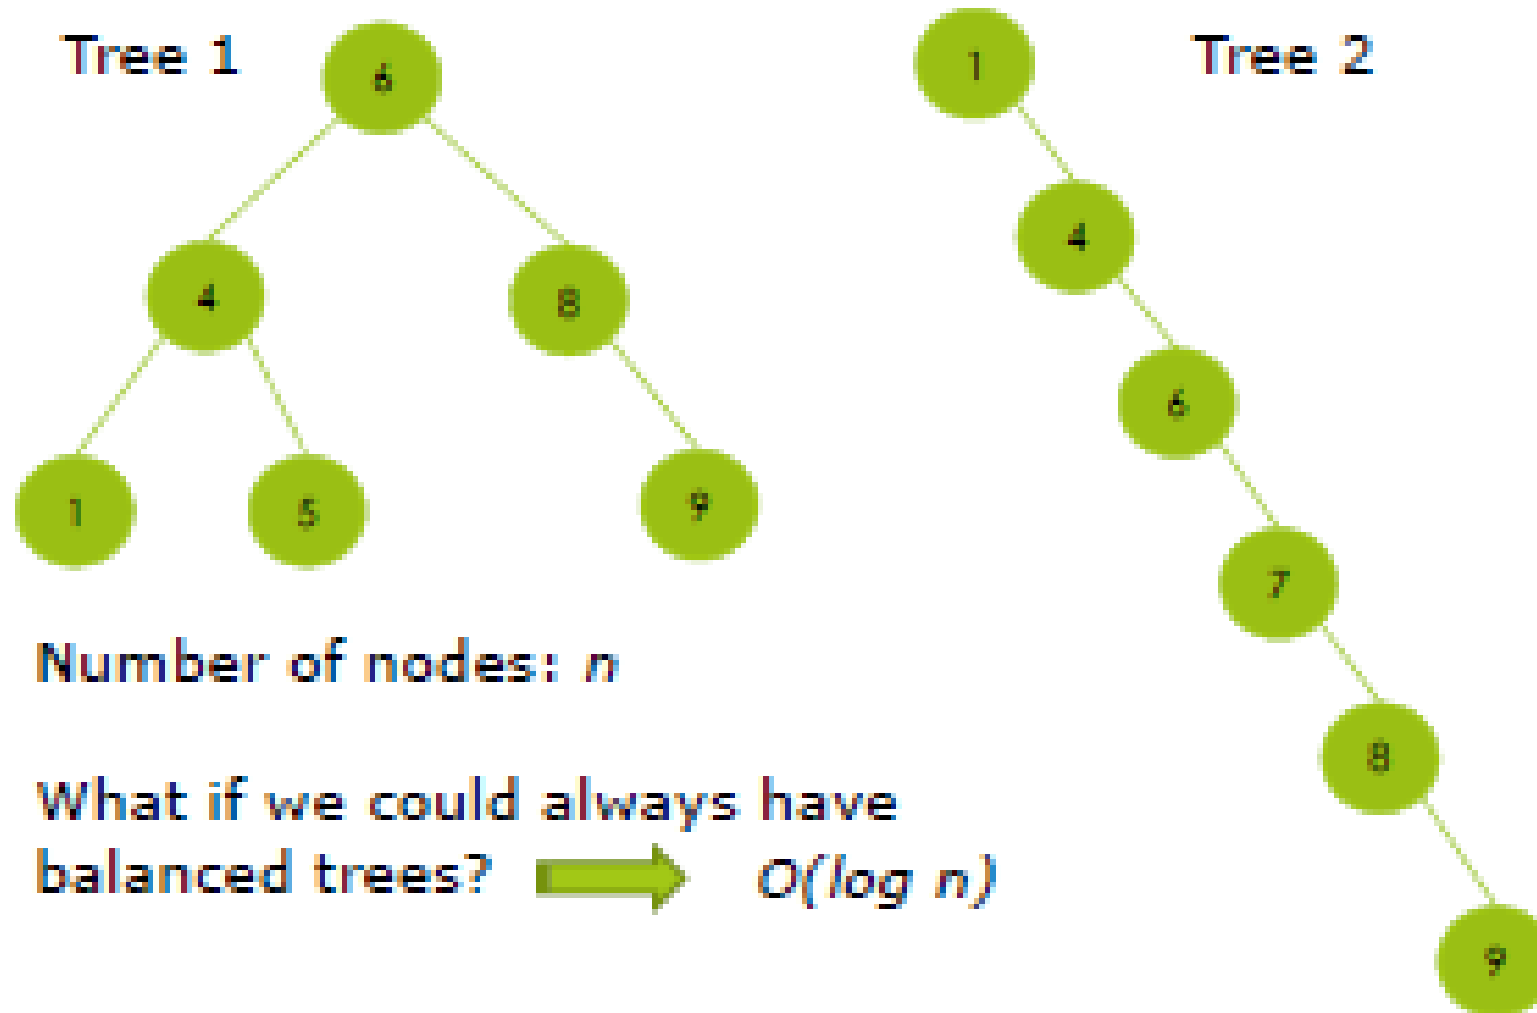 Tree 1
6
4
8
1
5
9
Tree 2
1
4
6
7
8
9
Number of nodes: n
What if we could always have
balanced trees? O(log n)